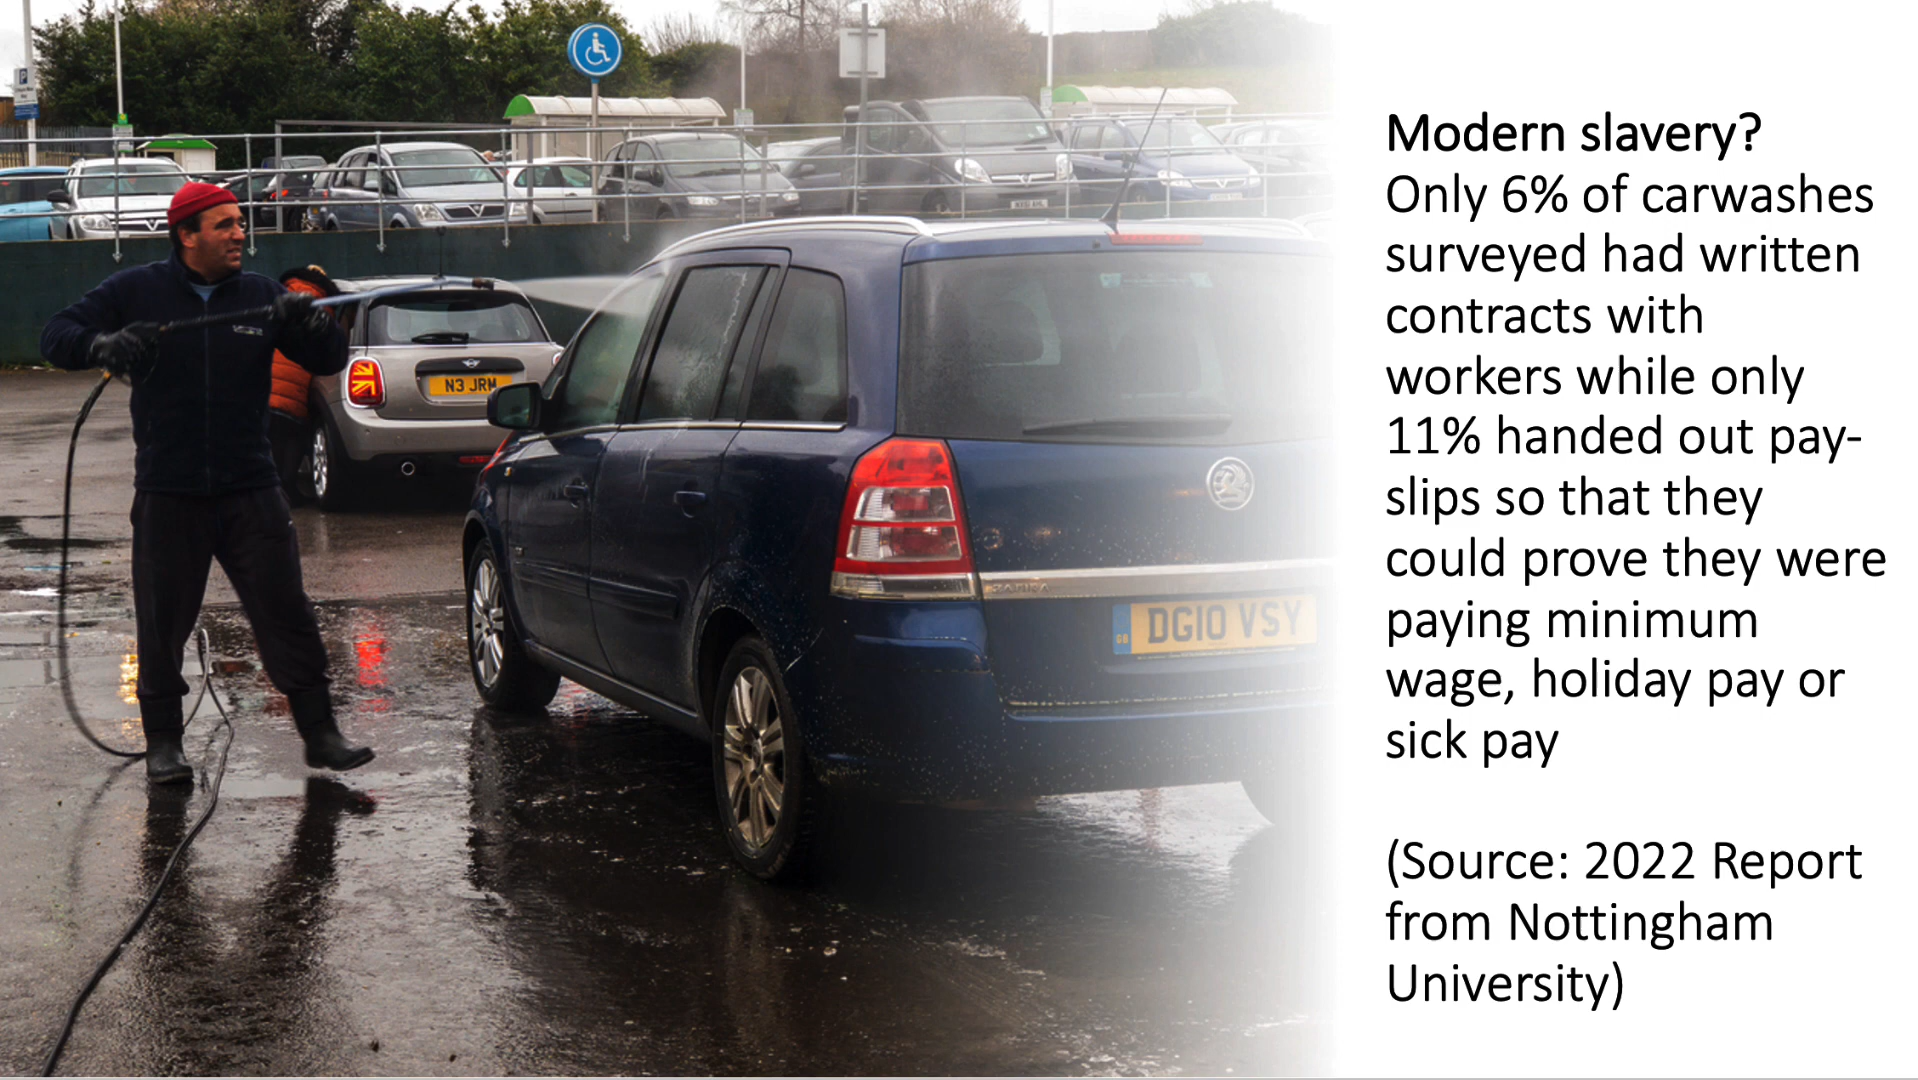 Modern slavery?
Only 6% of carwashes
surveyed had written
contracts with
workers while only
11% handed out pay-
slips so that they
could prove they were
paying minimum
wage, holiday pay or
sick pay
(Source: 2022 Report
from Nottingham
University)
N3 JRM
ZAFIRA
GB
DG10 VSY